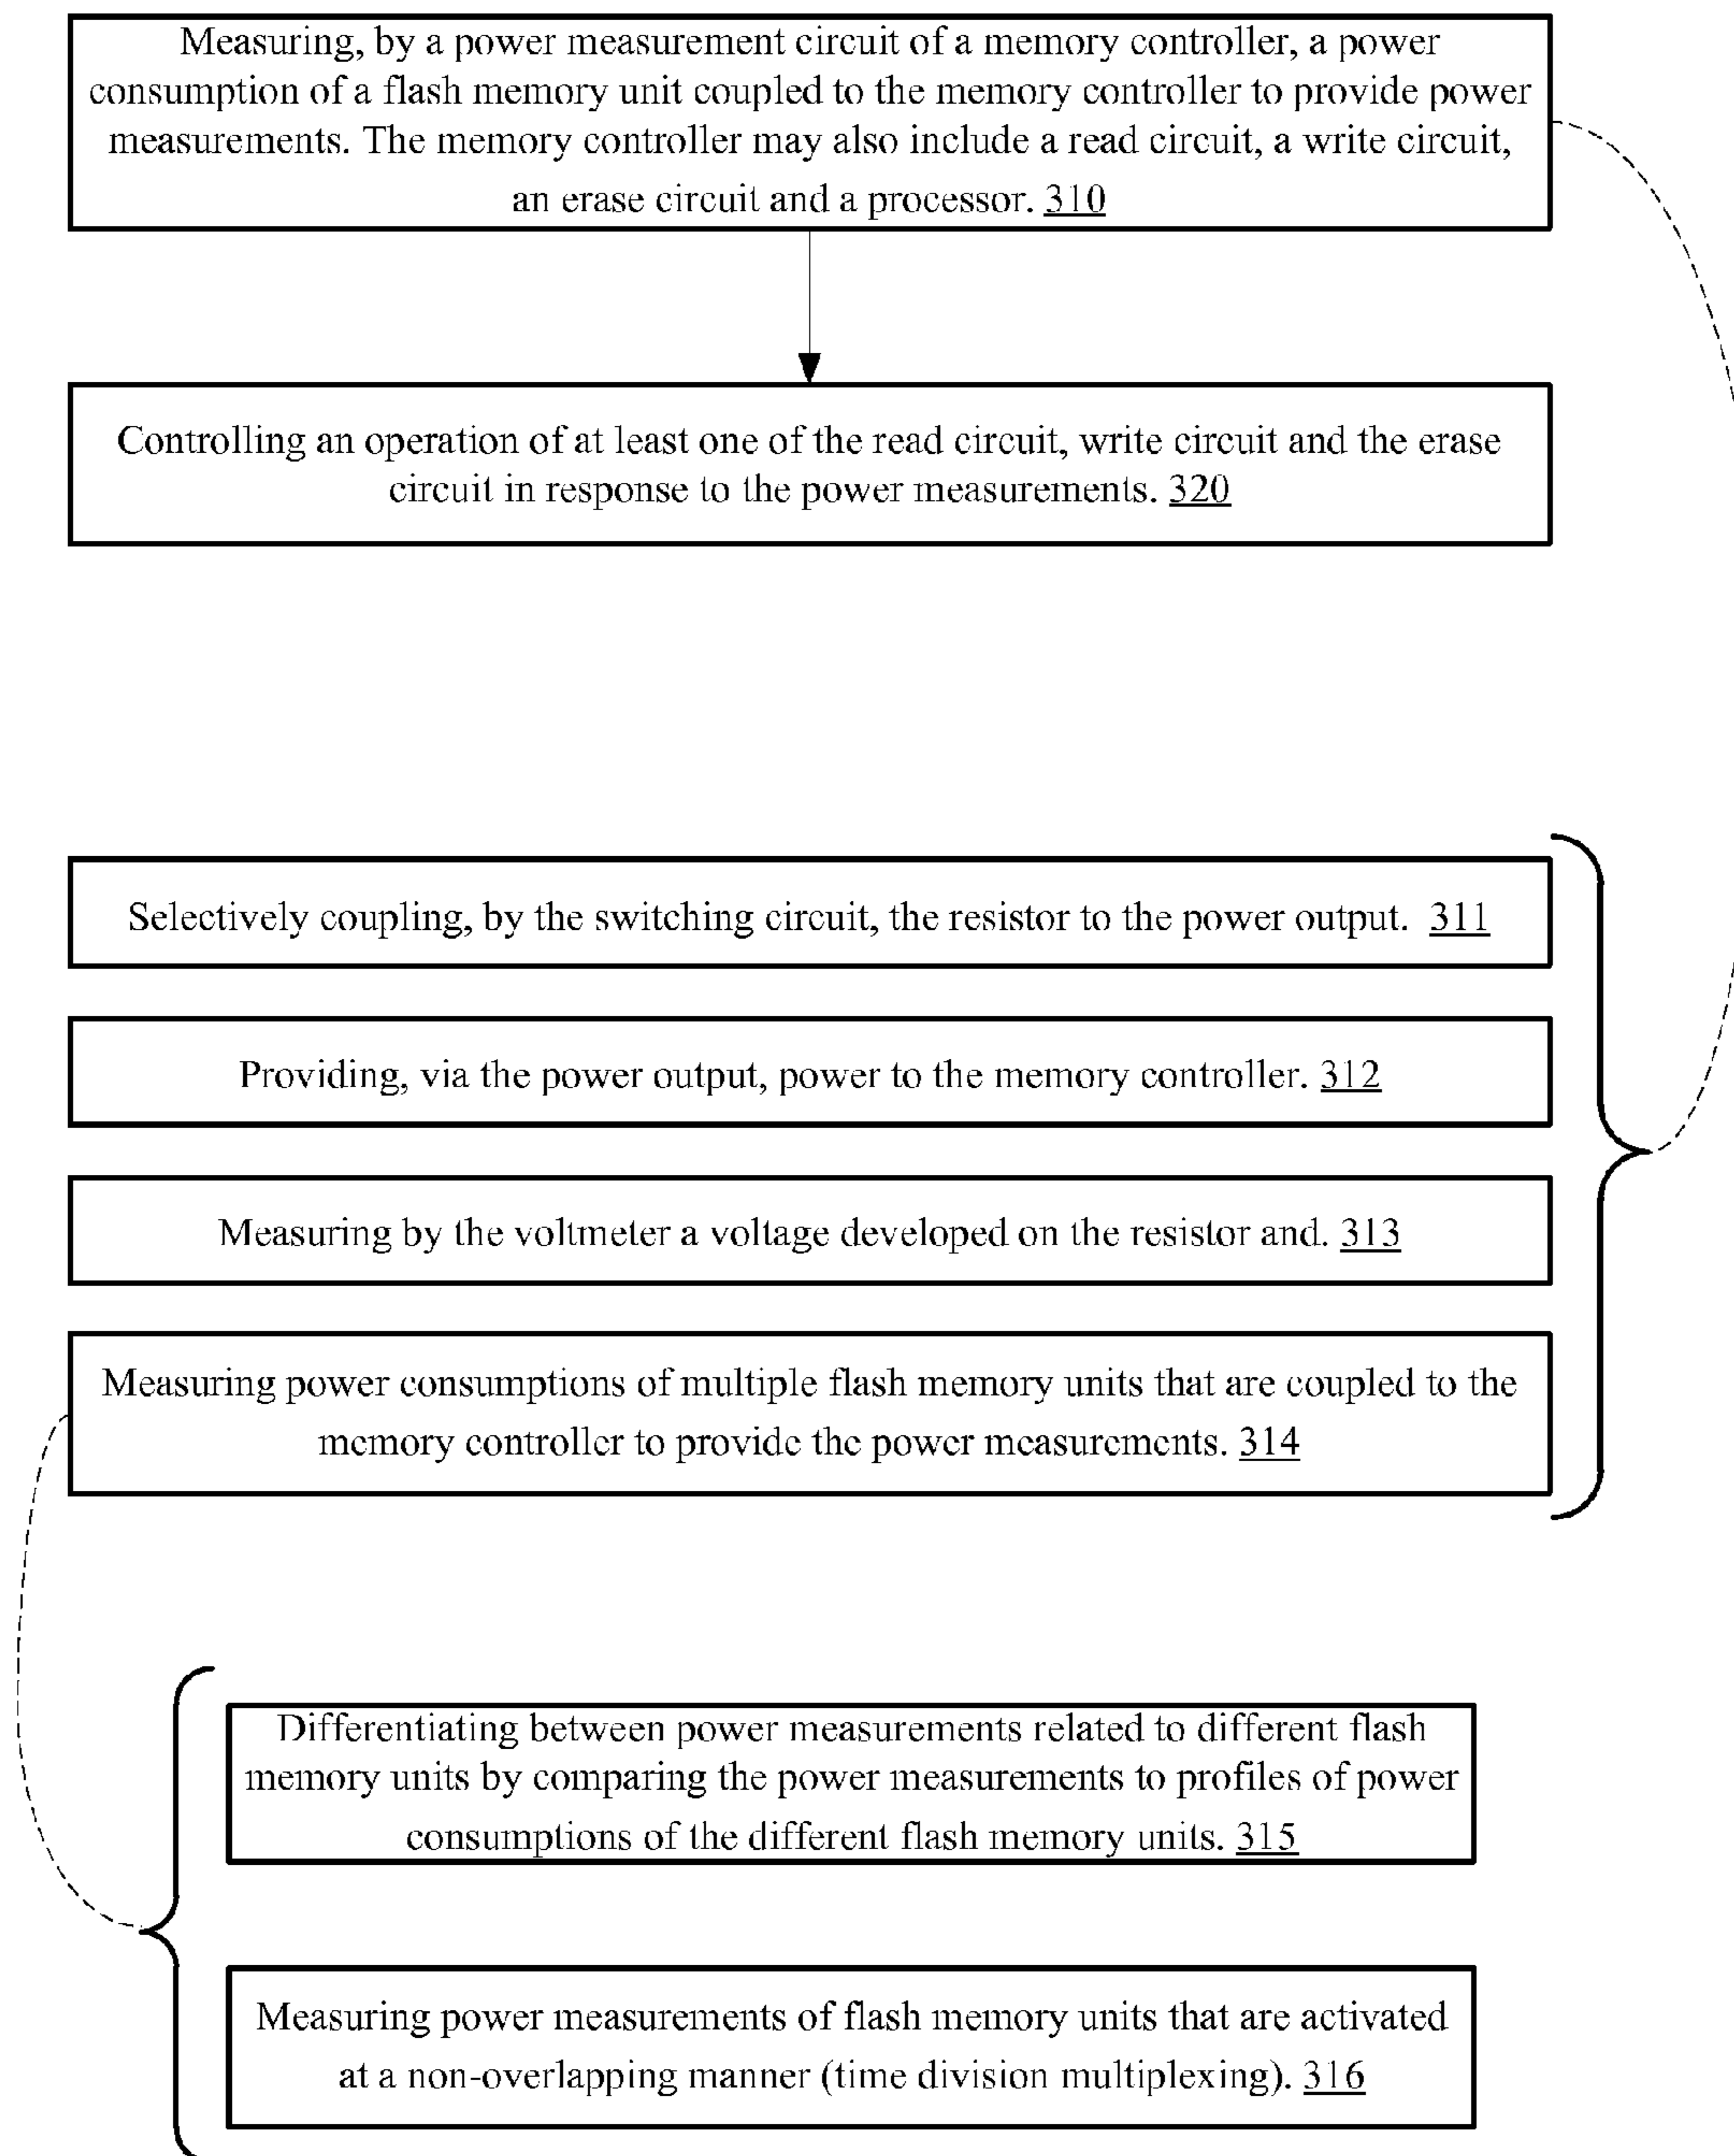 Measuring, by a power measurement circuit of a memory controller, a power
consumption of a flash memory unit coupled to the memory controller to provide power
measurements. The memory controller may also include a read circuit, a write circuit,
an erase circuit and a processor. 310
Controlling an operation of at least one of the read circuit, write circuit and the erase
circuit in response to the power measurements. 320
Selectively coupling, by the switching circuit, the resistor to the power output. 311
Providing, via the power output, power to the memory controller. 312
Measuring by the voltmeter a voltage developed on the resistor and. 313
Measuring power consumptions of multiple flash memory units that are coupled to the
memory controller to provide the power measurements. 314
Differentiating between power measurements related to different flash
memory units by comparing the power measurements to profiles of power
consumptions of the different flash memory units. 315
Measuring power measurements of flash memory units that are activated
at a non-overlapping manner (time division multiplexing). 316